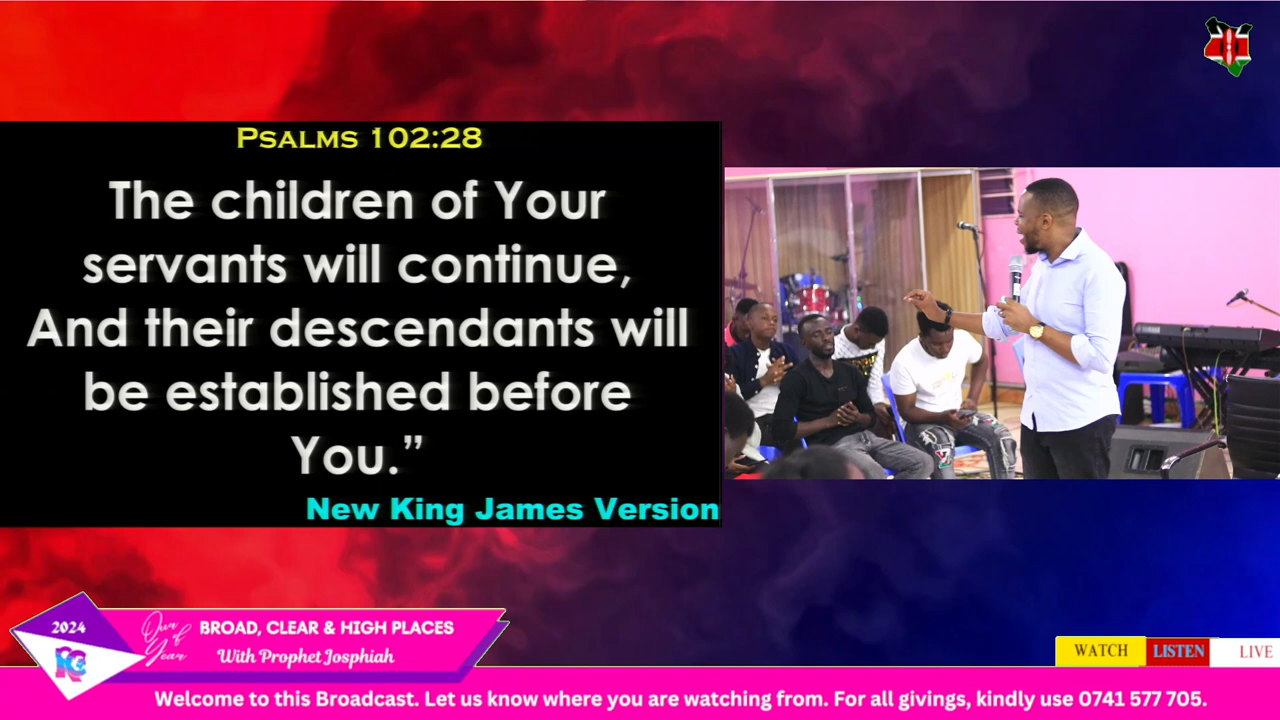 PSALMS 102:28
The children of Your
servants will continue,
And their descendants will
be established before
You.”
New King James Version
2024
Our
of
Year
BROAD, CLEAR & HIGH PLACES
With Prophet Josphiah
WATCH
LISTEN
LIVE
Welcome to this Broadcast. Let us know where you are watching from. For all givings, kindly use 0741 577 705.